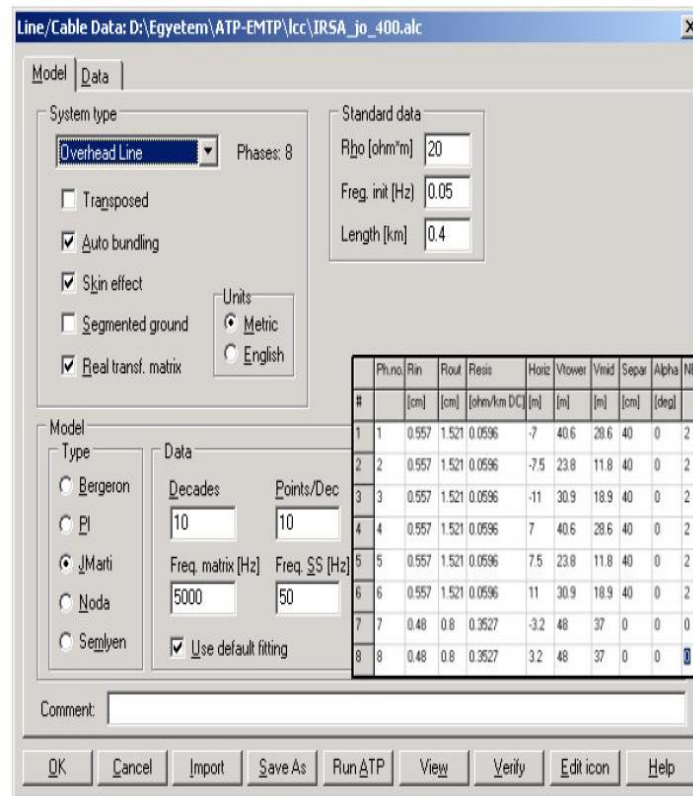 Line/Cable Data: D:\Egyetem\ATP-EMTP\lcc\IRSA_jo_400.alc
Model Data
System type
Overhead Line Phases: 8
Transposed
Auto bundling
Skin effect
Segmented ground
Real transf. matrix
Units
Metric
English
Standard data
Rho [ohm*m] 20
Freq. init [Hz] 0.05
Length [km] 0.4
Model
Type
Bergeron
PI
JMarti
Noda
Semlyen
Data
Decades Points/Dec
10 10
Freq. matrix [Hz] Freq. SS [Hz]
5000 50
Use default fitting
Ph.no. Rin Rout Resis Horiz Vtower Vmid Separ Alpha
# [cm] [cm] [ohm/km DC] [m] [m] [m] [cm] [deg]
1 1 0.557 1.521 0.0596 -7 40.6 28.6 40 0 2
2 2 0.557 1.521 0.0596 -7.5 23.8 11.8 40 0 2
3 3 0.557 1.521 0.0596 -11 30.9 18.9 40 0 2
4 4 0.557 1.521 0.0596 7 40.6 28.6 40 0 2
5 5 0.557 1.521 0.0596 7.5 23.8 11.8 40 0 2
6 6 0.557 1.521 0.0596 11 30.9 18.9 40 0 2
7 7 0.48 0.8 0.3527 -3.2 48 37 0 0 0
8 8 0.48 0.8 0.3527 3.2 48 37 0 0 0
Comment:
OK Cancel Import Save As Run ATP View Verify Edit icon Help